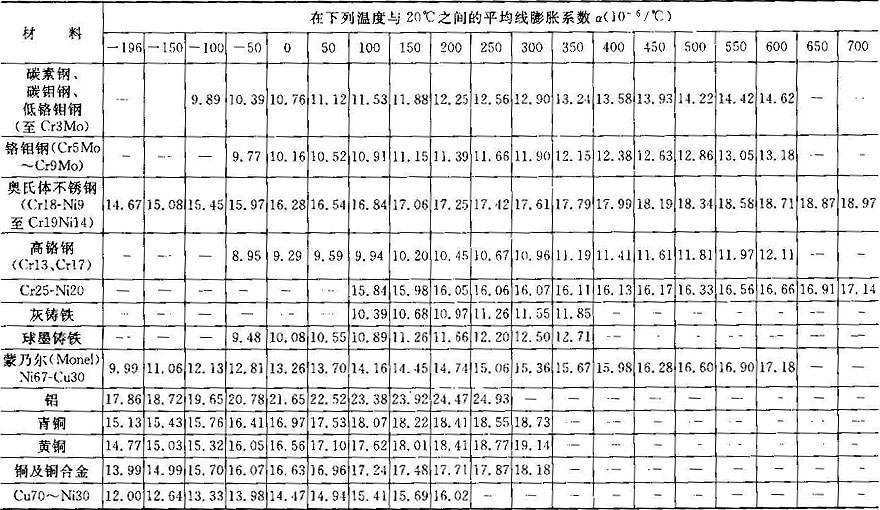 在下列温度与20℃之间的平均线膨胀系数 α(10⁻⁶/℃)
材 料
−196 −150 −100 −50 0 50 100 150 200 250 300 350 400 450 500 550 600 650 700
碳素钢、
碳钼钢、
低铬钼钢
(至Cr3Mo)
— 9.89 10.39 10.76 11.12 11.53 11.88 12.25 12.56 12.90 13.24 13.58 13.93 14.22 14.42 14.62 — —
铬钼钢(Cr5Mo
～Cr9Mo)
— — — 9.77 10.16 10.52 10.91 11.15 11.39 11.66 11.90 12.15 12.38 12.63 12.86 13.05 13.18 — —
奥氏体不锈钢
(Cr18-Ni9
至Cr19Ni14)
14.67 15.08 15.45 15.97 16.28 16.54 16.84 17.06 17.25 17.42 17.61 17.79 17.99 18.19 18.34 18.58 18.71 18.87 18.97
高铬钢
(Cr13、Cr17)
— — — 8.95 9.29 9.59 9.94 10.20 10.45 10.67 10.96 11.19 11.41 11.61 11.81 11.97 12.11 — —
Cr25-Ni20
— — — — — — 15.84 15.98 16.05 16.06 16.07 16.11 16.13 16.17 16.33 16.56 16.66 16.91 17.14
灰铸铁
— — — — — — 10.39 10.68 10.97 11.26 11.55 11.85 — — — — — — —
球墨铸铁
— — — 9.48 10.08 10.55 10.89 11.26 11.66 12.20 12.50 12.71 — — — — — — —
蒙乃尔(Monel)
Ni67-Cu30
9.99 11.06 12.13 12.81 13.26 13.70 14.16 14.45 14.74 15.06 15.36 15.67 15.98 16.28 16.60 16.90 17.18 — —
铝
17.86 18.72 19.65 20.78 21.65 22.52 23.38 23.92 24.47 24.93 — — — — — — — — —
青铜
15.13 15.43 15.76 16.41 16.97 17.53 18.07 18.22 18.41 18.55 18.73 — — — — — — — —
黄铜
14.77 15.03 15.32 16.05 16.56 17.10 17.62 18.01 18.41 18.77 19.14 — — — — — — — —
铜及铜合金
13.99 14.99 15.70 16.07 16.63 16.96 17.24 17.48 17.71 17.87 18.18 — — — — — — — —
Cu70～Ni30
12.00 12.64 13.33 13.98 14.47 14.94 15.41 15.69 16.02 — — — — — — — — — —